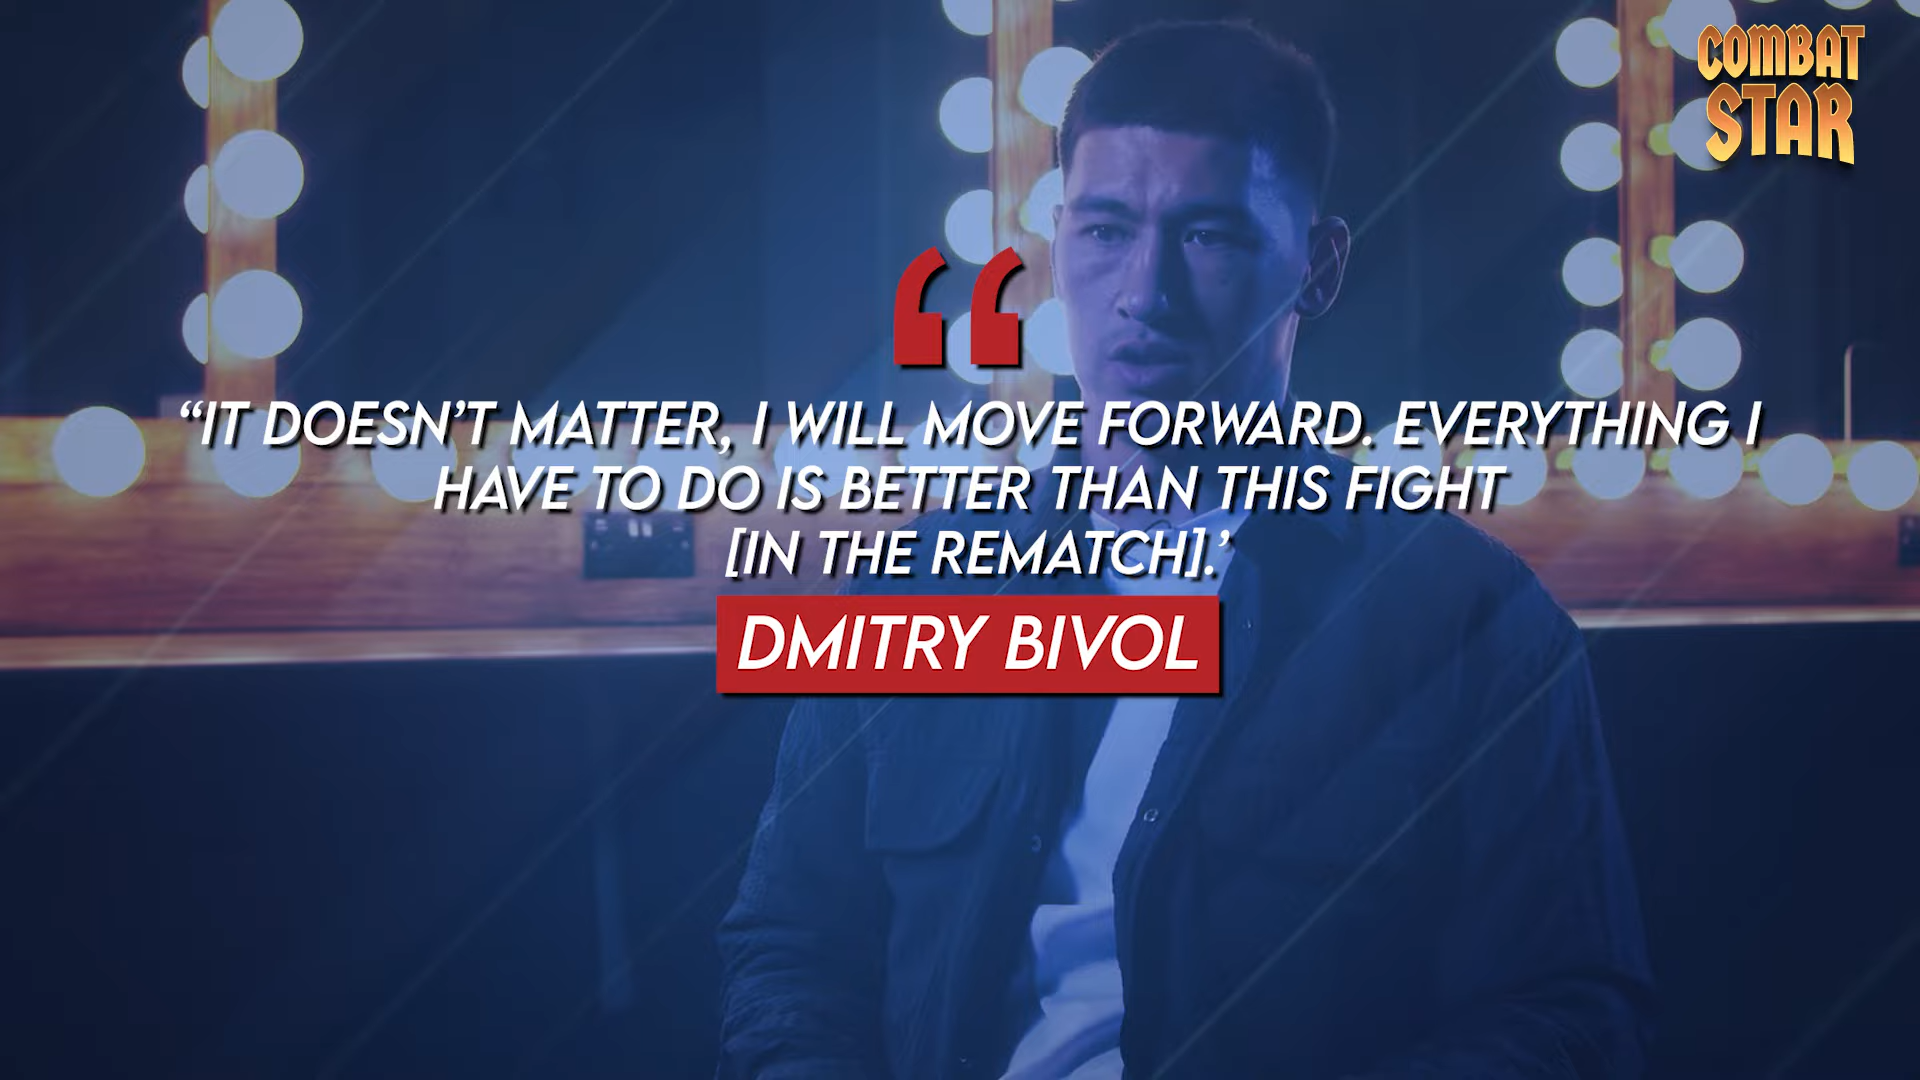 COMBAT
STAR
“
“IT DOESN’T MATTER, I WILL MOVE FORWARD. EVERYTHING I
HAVE TO DO IS BETTER THAN THIS FIGHT
[IN THE REMATCH].’
DMITRY BIVOL